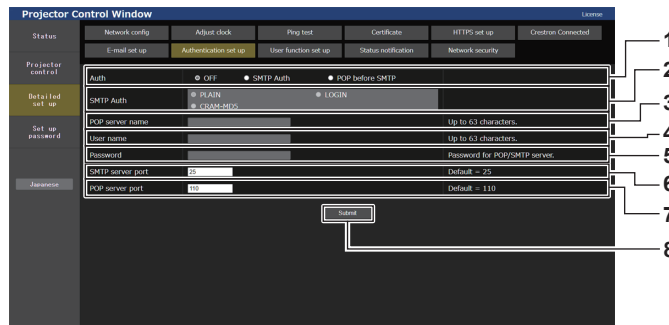 Projector Control Window
License
Status
Network config
Adjust clock
Ping test
Certificate
HTTPS set up
Crestron Connected
E-mail set up
Authentication set up
User function set up
Status notification
Network security
Projector
control
Detailed
set up
Set up
password
Japanese
Auth OFF SMTP Auth POP before SMTP
SMTP Auth PLAIN LOGIN
CRAM-MD5
POP server name Up to 63 characters.
User name Up to 63 characters.
Password Password for POP/SMTP server.
SMTP server port 25 Default = 25
POP server port 110 Default = 110
Submit
1
2
3
4
5
6
7
8